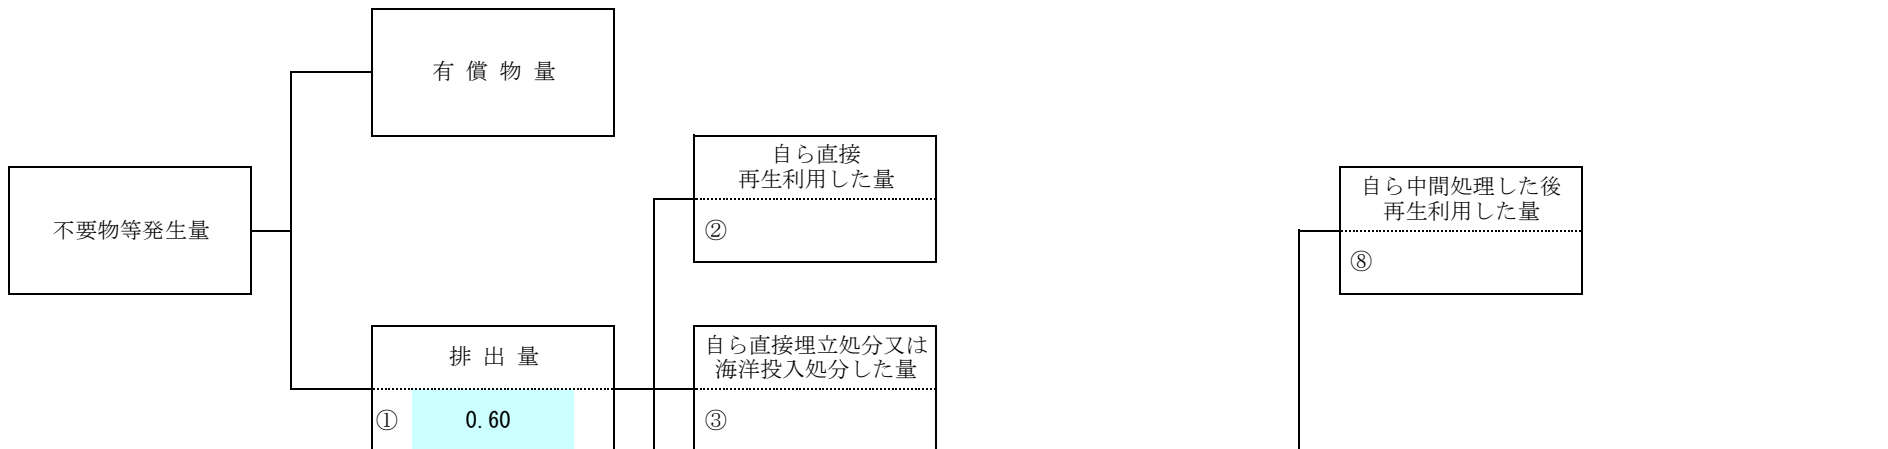 有 償 物 量
自ら直接
再生利用した量
②
自ら中間処理した後
再生利用した量
⑧
不要物等発生量
排 出 量
① 0.60
自ら直接埋立処分又は
海洋投入処分した量
③